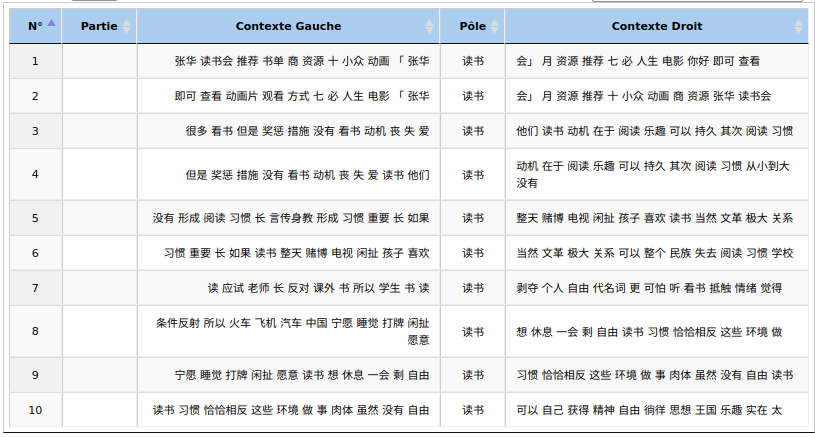 N° Partie Contexte Gauche Pôle Contexte Droit
1 张华 读书会 推荐 书单 商 资源 十 小众 动画 「 张华 读书 会」 月 资源 推荐 七 必 人生 电影 你好 即可 查看
2 即可 查看 动画片 观看 方式 七 必 人生 电影 「 张华 读书 会」 月 资源 推荐 十 小众 动画 商 资源 张华 读书会
3 很多 看书 但是 奖惩 措施 没有 看书 动机 丧 失 爱 读书 他们 读书 动机 在于 阅读 乐趣 可以 持久 其次 阅读 习惯
4 但是 奖惩 措施 没有 看书 动机 丧 失 爱 读书 他们 读书 动机 在于 阅读 乐趣 可以 持久 其次 阅读 习惯 从小到大
没有
5 没有 形成 阅读 习惯 长 言传身教 形成 习惯 重要 长 如果 读书 整天 赌博 电视 闲扯 孩子 喜欢 读书 当然 文革 极大 关系
6 习惯 重要 长 如果 读书 整天 赌博 电视 闲扯 孩子 喜欢 读书 当然 文革 极大 关系 可以 整个 民族 失去 阅读 习惯 学校
7 读 应试 老师 长 反对 课外 书 所以 学生 书 读 读书 剥夺 个人 自由 代名词 更 可怕 听 看书 抵触 情绪 觉得
8 条件反射 所以 火车 飞机 汽车 中国 宁愿 睡觉 打牌 闲扯
愿意 读书 想 休息 一会 剩 自由 读书 习惯 恰恰相反 这些 环境 做
9 宁愿 睡觉 打牌 闲扯 愿意 读书 想 休息 一会 剩 自由 读书 习惯 恰恰相反 这些 环境 做 事 肉体 虽然 没有 自由 读书
10 读书 习惯 恰恰相反 这些 环境 做 事 肉体 虽然 没有 自由 读书 可以 自己 获得 精神 自由 徜徉 思想 王国 乐趣 实在 太